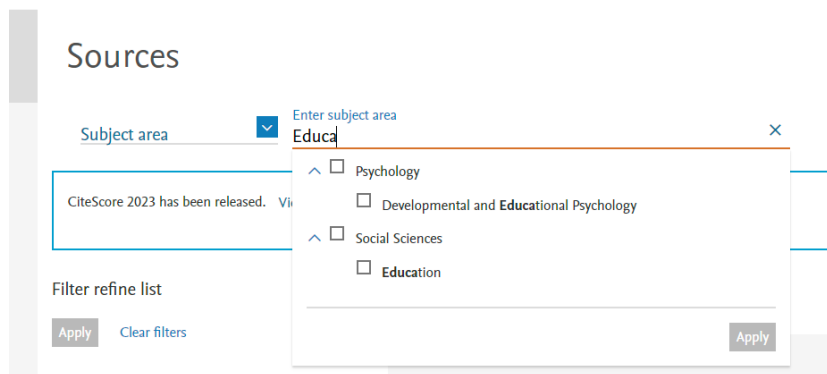 Sources
Subject area
Enter subject area
Educa
Psychology
Developmental and Educational Psychology
Social Sciences
Education
Apply
CiteScore 2023 has been released.
Filter refine list
Apply Clear filters